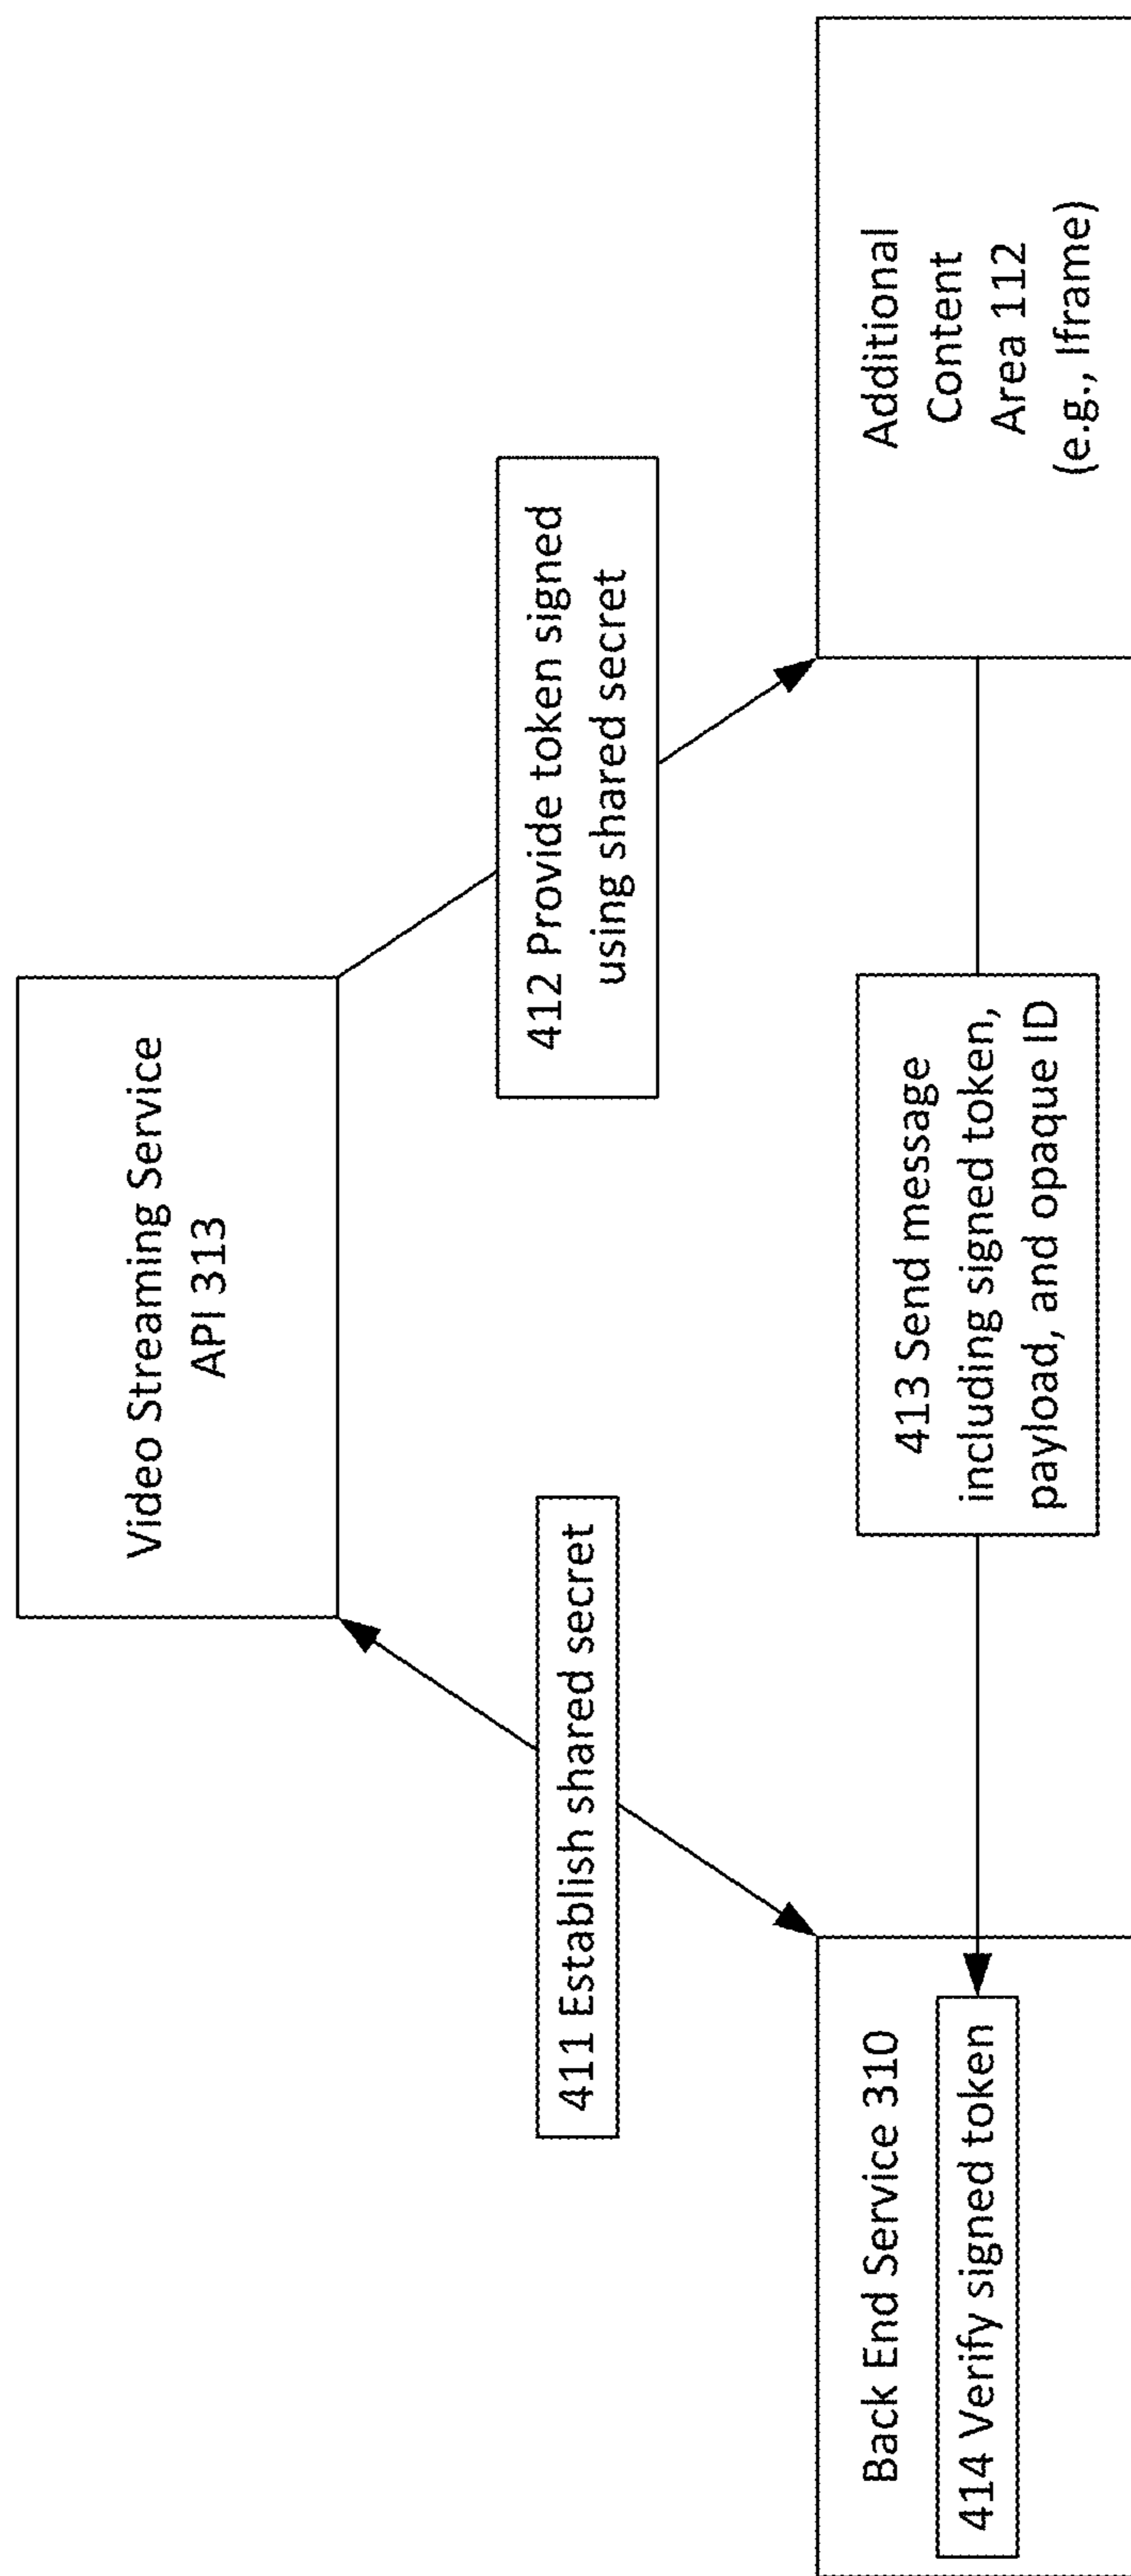 Video Streaming Service
API 313
411 Establish shared secret
412 Provide token signed
using shared secret
Back End Service 310
414 Verify signed token
413 Send message
including signed token,
payload, and opaque ID
Additional
Content
Area 112
(e.g., Iframe)